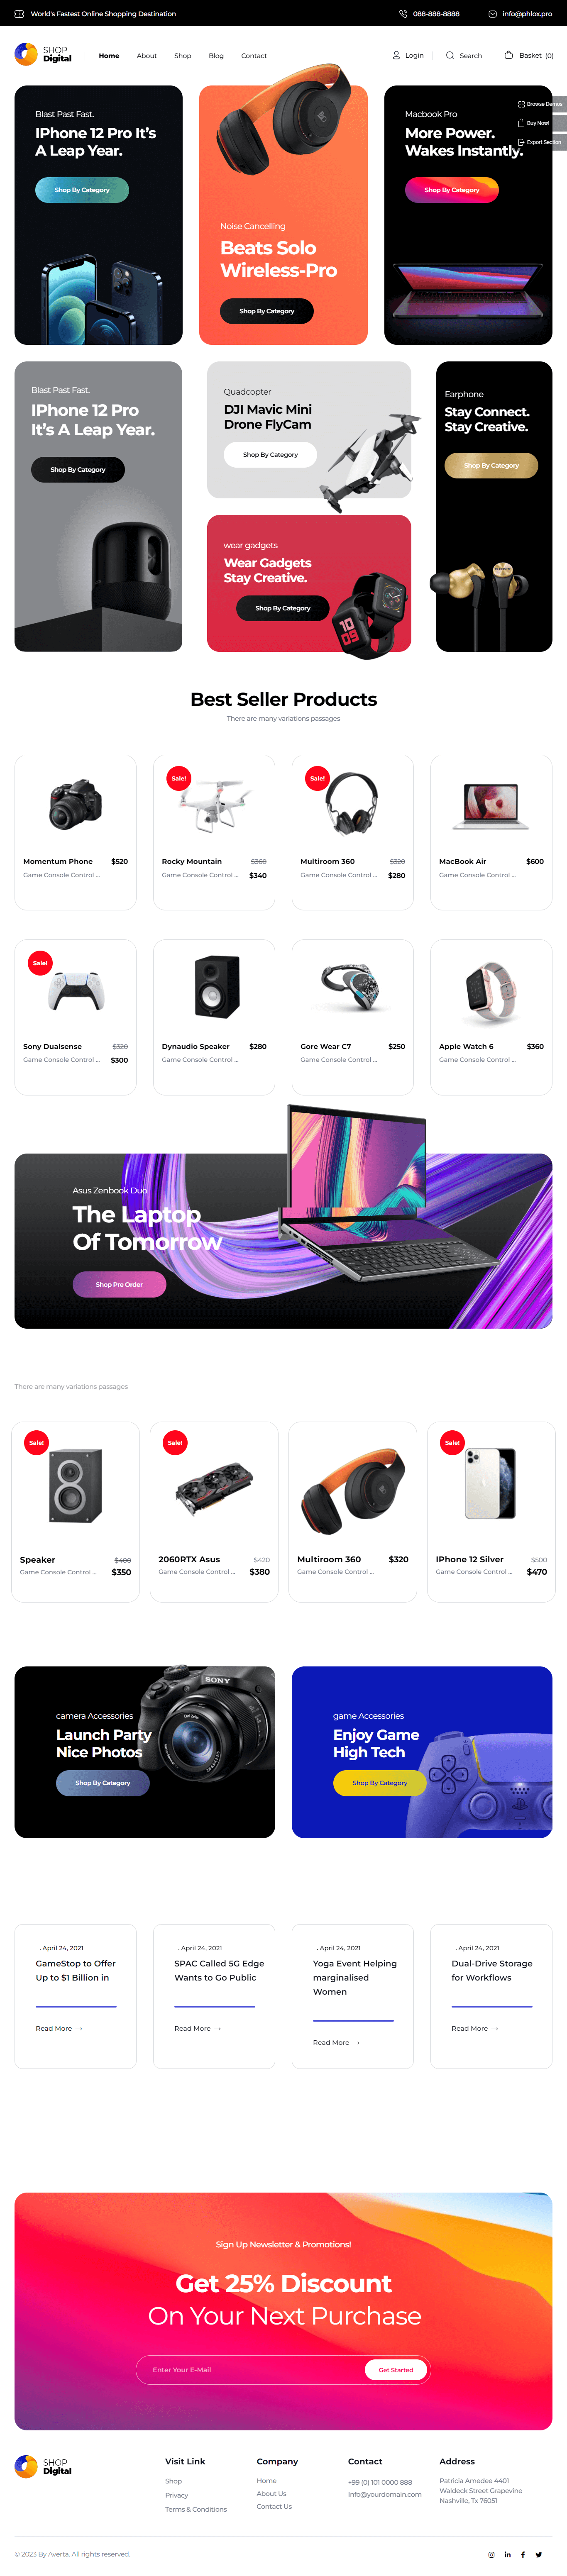 World's Fastest Online Shopping Destination
088-888-8888
info@phlox.pro
SHOP
Digital
Home
About
Shop
Blog
Contact
Login
Search
Basket (0)
Blast Past Fast.
IPhone 12 Pro It's
A Leap Year.
Shop By Category
Noise Cancelling
Beats Solo
Wireless-Pro
Shop By Category
Macbook Pro
More Power.
Wakes Instantly.
Shop By Category
Browse Demos
Buy Now!
Export Section
Blast Past Fast.
IPhone 12 Pro
It's A Leap Year.
Shop By Category
Quadcopter
DJI Mavic Mini
Drone FlyCam
Shop By Category
wear gadgets
Wear Gadgets
Stay Creative.
Shop By Category
10
09
Earphone
Stay Connect.
Stay Creative.
Shop By Category
Best Seller Products
There are many variations passages
Momentum Phone $520
Game Console Control ...
Sale!
Rocky Mountain $360
Game Console Control ... $340
Sale!
Multiroom 360 $320
Game Console Control ... $280
MacBook Air $600
Game Console Control ...
Sale!
Sony Dualsense $320
Game Console Control ... $300
Dynaudio Speaker $280
Game Console Control ...
Gore Wear C7 $250
Game Console Control ...
Apple Watch 6 $360
Game Console Control ...
Asus Zenbook Duo
The Laptop
Of Tomorrow
Shop Pre Order
There are many variations passages
Sale!
Speaker $400
Game Console Control ... $350
Sale!
2060RTX Asus $420
Game Console Control ... $380
Multiroom 360 $320
Game Console Control ...
Sale!
IPhone 12 Silver $500
Game Console Control ... $470
camera Accessories
Launch Party
Nice Photos
Shop By Category
SONY
game Accessories
Enjoy Game
High Tech
Shop By Category
. April 24, 2021
GameStop to Offer
Up to $1 Billion in
Read More →
. April 24, 2021
SPAC Called 5G Edge
Wants to Go Public
Read More →
. April 24, 2021
Yoga Event Helping
marginalised
Women
Read More →
. April 24, 2021
Dual-Drive Storage
for Workflows
Read More →
Sign Up Newsletter & Promotions!
Get 25% Discount
On Your Next Purchase
Enter Your E-Mail
Get Started
SHOP
Digital
Visit Link
Shop
Privacy
Terms & Conditions
Company
Home
About Us
Contact Us
Contact
+99 (0) 101 0000 888
Info@yourdomain.com
Address
Patricia Amedee 4401
Waldeck Street Grapevine
Nashville, Tx 76051
© 2023 By Averta. All rights reserved.